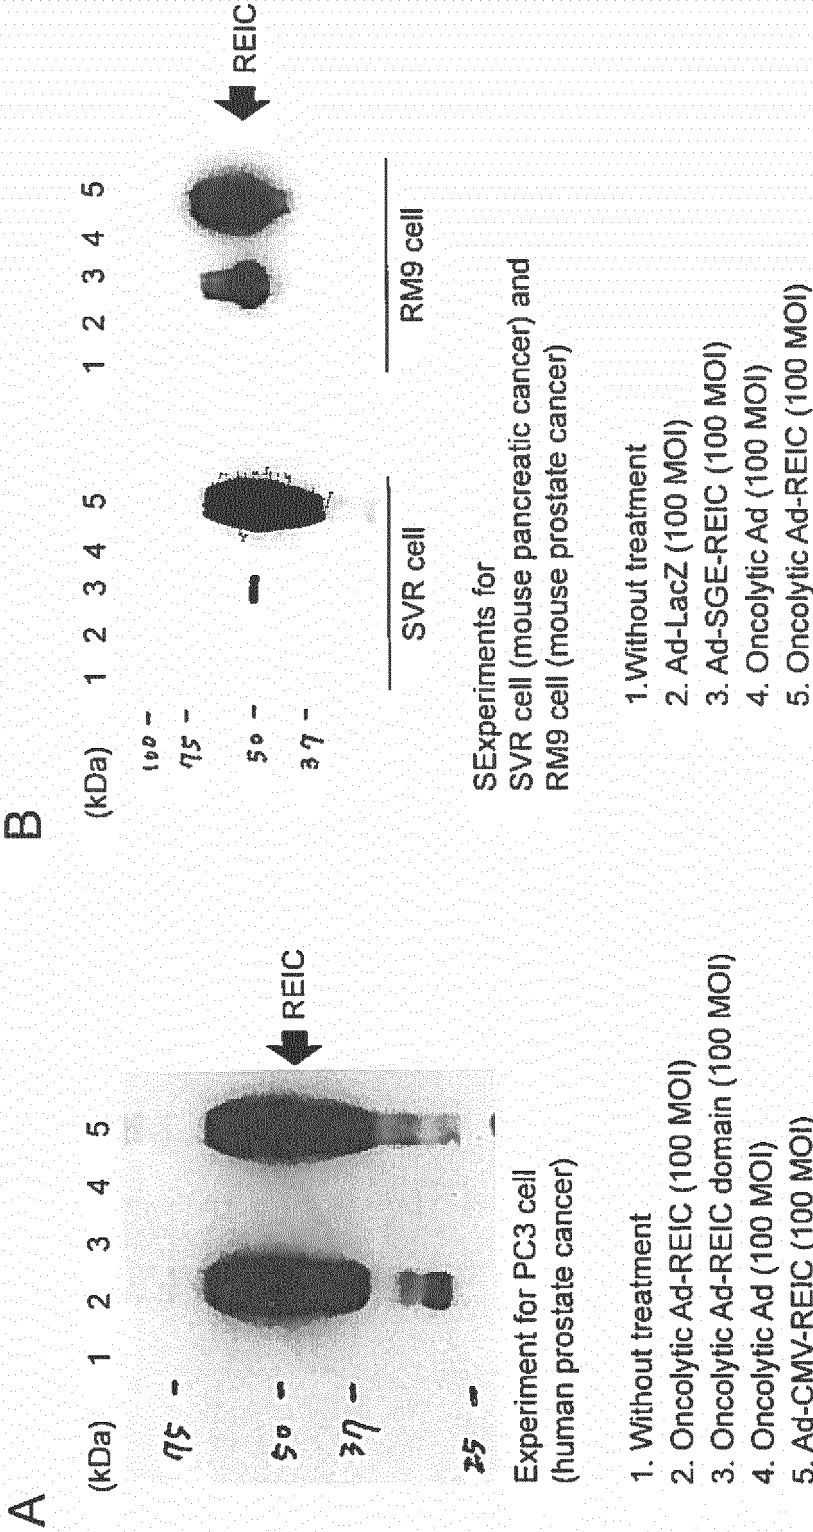 A
(kDa) 1 2 3 4 5
75 -
50 -
37 -
25 -
REIC
Experiment for PC3 cell
(human prostate cancer)
1. Without treatment
2. Oncolytic Ad-REIC (100 MOI)
3. Oncolytic Ad-REIC domain (100 MOI)
4. Oncolytic Ad (100 MOI)
5. Ad-CMV-REIC (100 MOI)
B
(kDa) 1 2 3 4 5 1 2 3 4 5
100 -
75 -
50 -
37 -
REIC
SVR cell RM9 cell
SExperiments for
SVR cell (mouse pancreatic cancer) and
RM9 cell (mouse prostate cancer)
1.Without treatment
2. Ad-LacZ (100 MOI)
3. Ad-SGE-REIC (100 MOI)
4. Oncolytic Ad (100 MOI)
5. Oncolytic Ad-REIC (100 MOI)